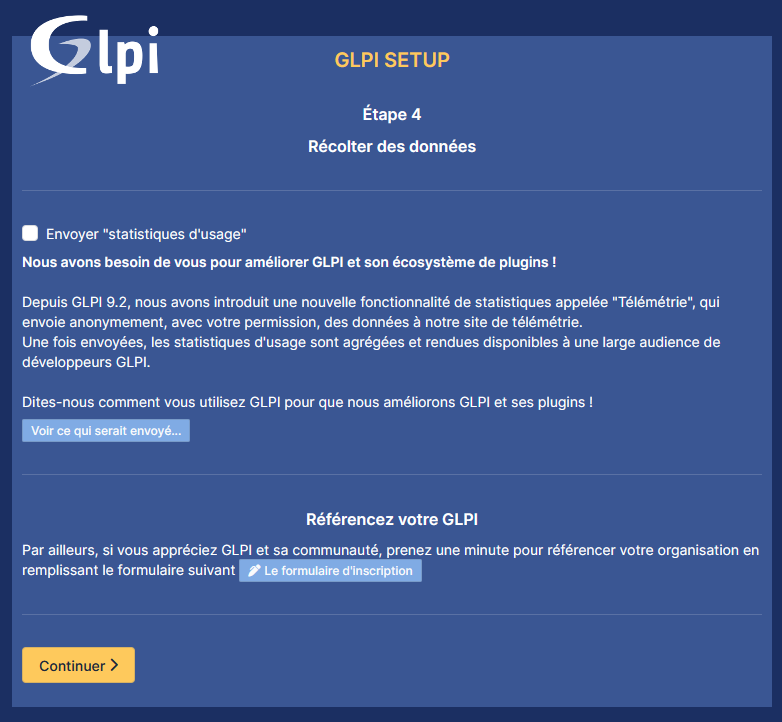 Glpi
GLPI SETUP
Étape 4
Récolter des données
Envoyer "statistiques d'usage"
Nous avons besoin de vous pour améliorer GLPI et son écosystème de plugins !
Depuis GLPI 9.2, nous avons introduit une nouvelle fonctionnalité de statistiques appelée "Télémétrie", qui
envoie anonymement, avec votre permission, des données à notre site de télémétrie.
Une fois envoyées, les statistiques d'usage sont agrégées et rendues disponibles à une large audience de
développeurs GLPI.
Dites-nous comment vous utilisez GLPI pour que nous améliorons GLPI et ses plugins !
Voir ce qui serait envoyé...
Référencez votre GLPI
Par ailleurs, si vous appréciez GLPI et sa communauté, prenez une minute pour référencer votre organisation en
remplissant le formulaire suivant Le formulaire d'inscription
Continuer